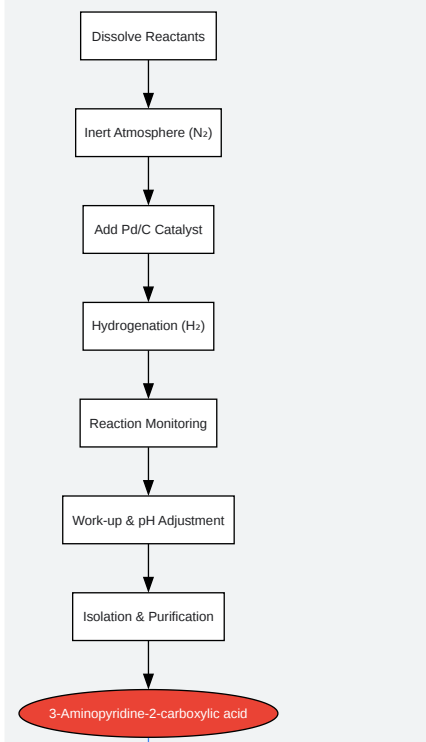 Dissolve Reactants
Inert Atmosphere (N₂)
Add Pd/C Catalyst
Hydrogenation (H₂)
Reaction Monitoring
Work-up & pH Adjustment
Isolation & Purification
3-Aminopyridine-2-carboxylic acid